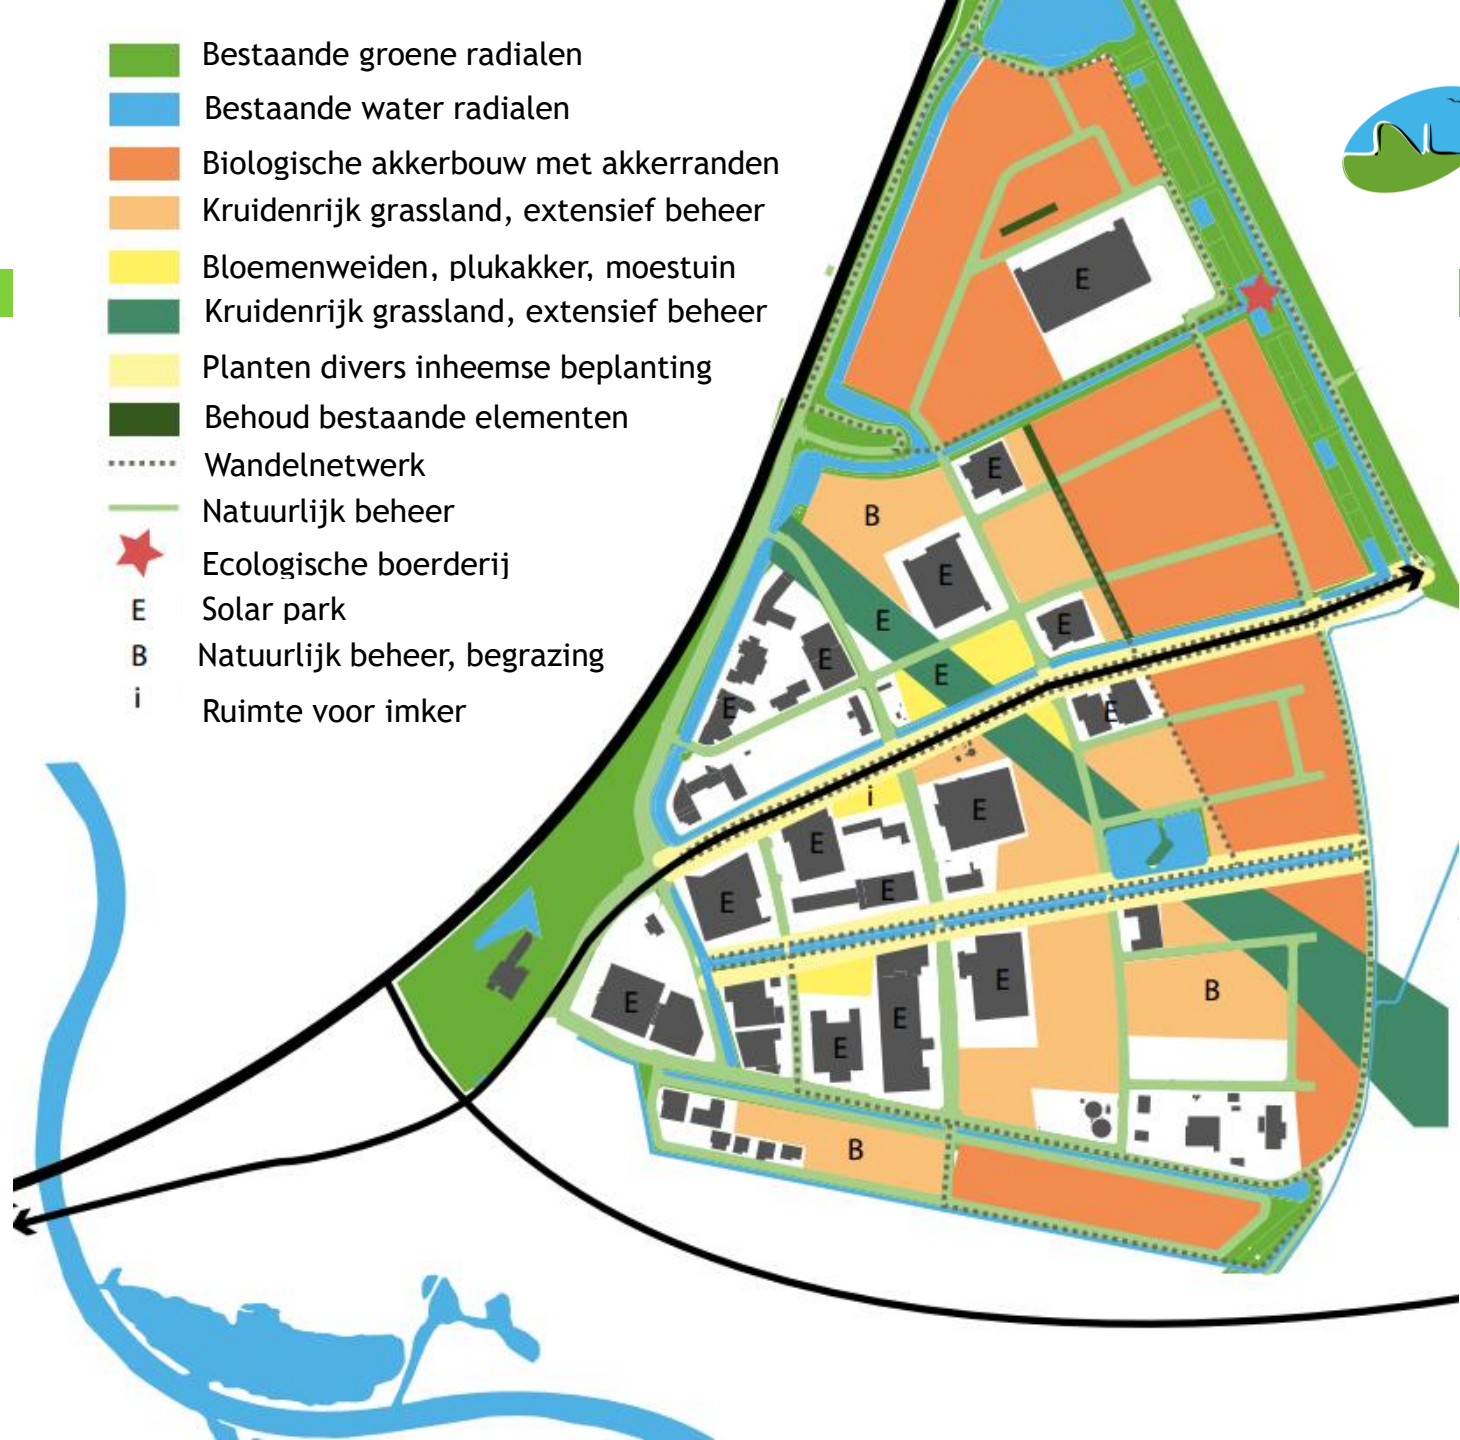 Bestaande groene radialen
Bestaande water radialen
Biologische akkerbouw met akkerranden
Kruidenrijk grassland, extensief beheer
Bloemenweiden, plukakker, moestuin
Kruidenrijk grassland, extensief beheer
Planten divers inheemse beplanting
Behoud bestaande elementen
Wandelnetwerk
Natuurlijk beheer
Ecologische boerderij
E Solar park
B Natuurlijk beheer, begrazing
i Ruimte voor imker
E
E
B
E
E
E
E
E
E
E
i
E
E
E
E
E
B
E
E
E
B